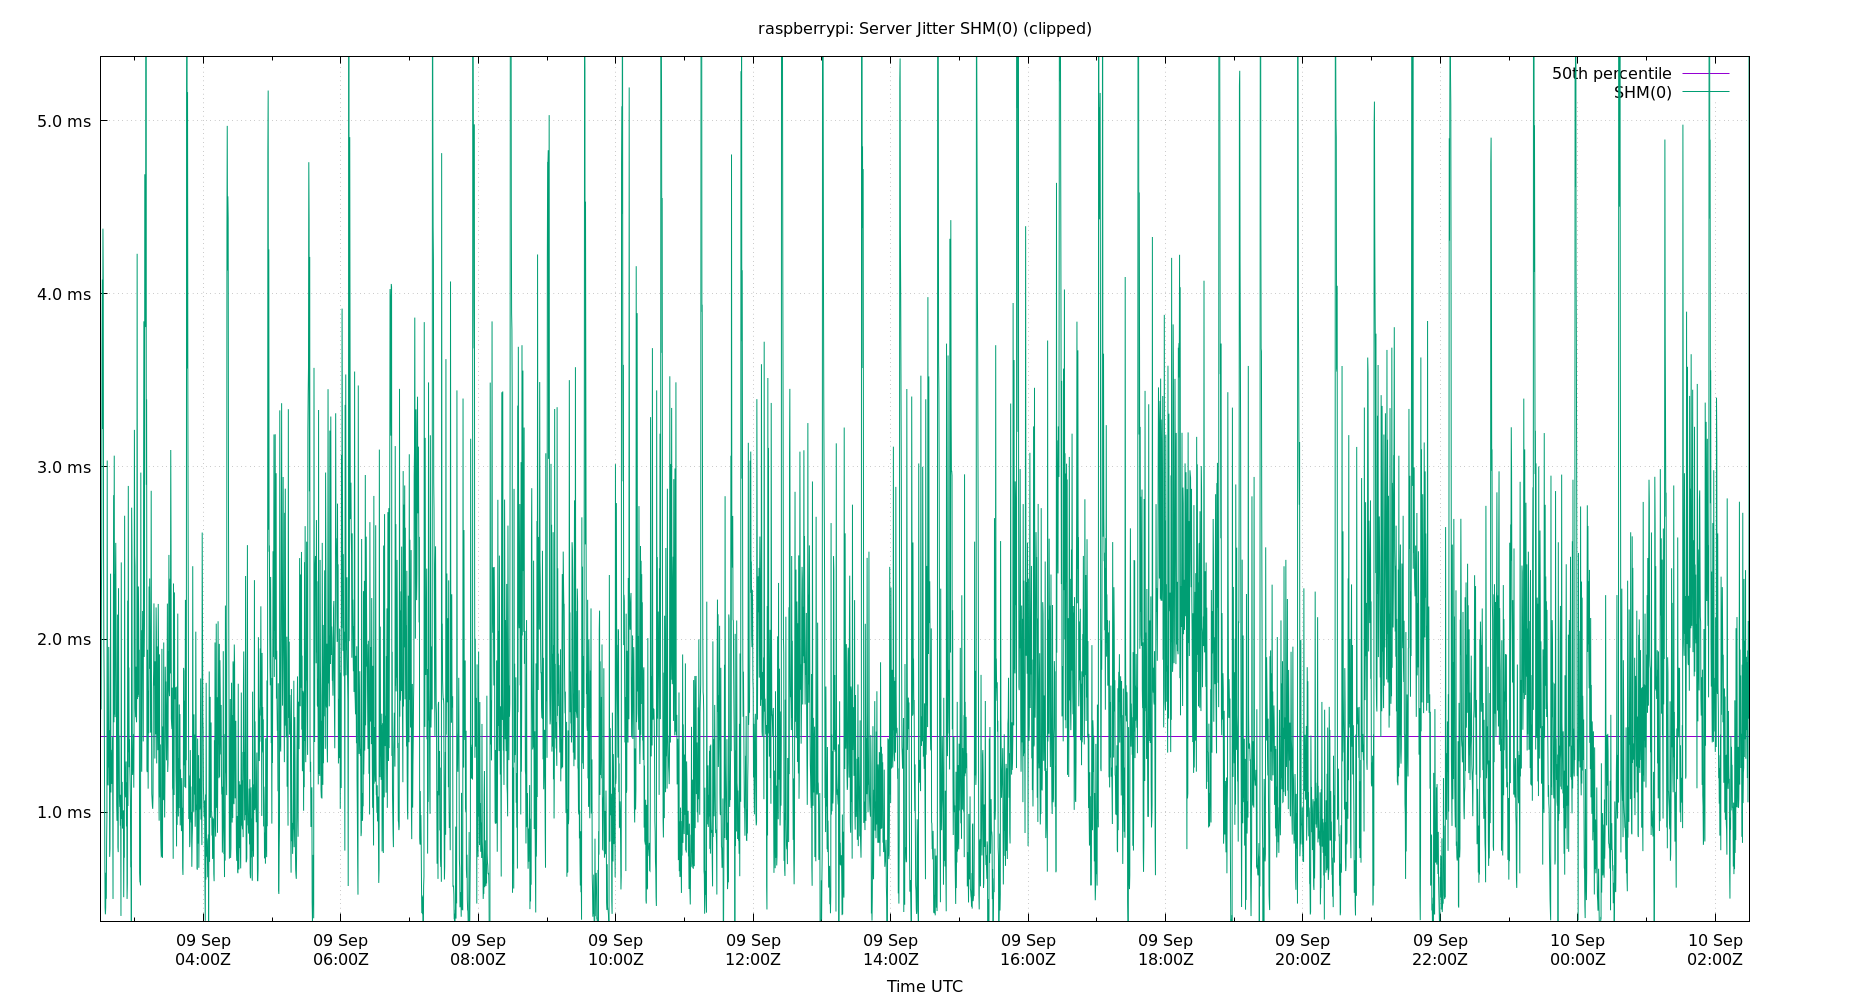 raspberrypi: Server Jitter SHM(0) (clipped)
50th percentile
SHM(0)
5.0 ms
4.0 ms
3.0 ms
2.0 ms
1.0 ms
09 Sep 09 Sep 09 Sep 09 Sep 09 Sep 09 Sep 09 Sep 09 Sep 09 Sep 09 Sep 10 Sep 10 Sep
04:00Z 06:00Z 08:00Z 10:00Z 12:00Z 14:00Z 16:00Z 18:00Z 20:00Z 22:00Z 00:00Z 02:00Z
Time UTC